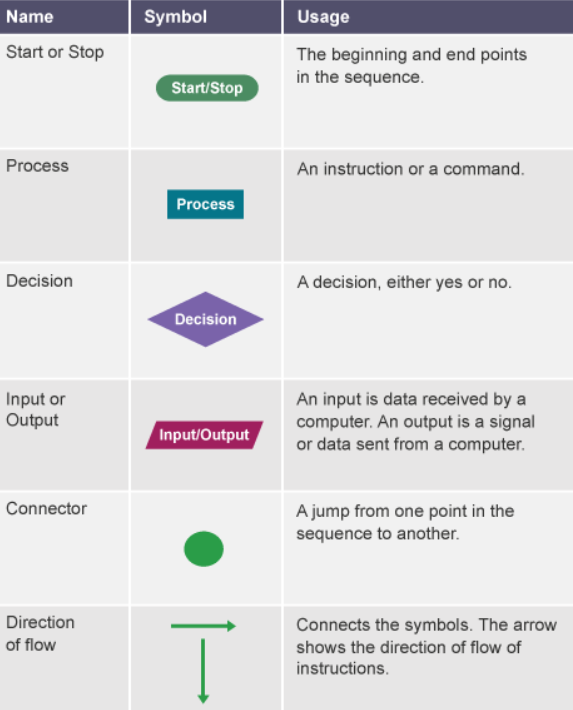 Name Symbol Usage
Start or Stop
Start/Stop
The beginning and end points
in the sequence.
Process
Process
An instruction or a command.
Decision
Decision
A decision, either yes or no.
Input or
Output
Input/Output
An input is data received by a
computer. An output is a signal
or data sent from a computer.
Connector
A jump from one point in the
sequence to another.
Direction
of flow
Connects the symbols. The arrow
shows the direction of flow of
instructions.